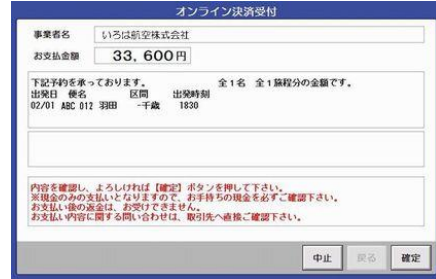 オンライン決済受付
事業者名 いろは航空株式会社
お支払金額 33,600円
下記予約を承っております。 全1名 全1旅程分の金額です。
出発日 便名 区間 出発時刻
02/01 ABC 012 羽田 -千歳 1830
内容を確認し、よろしければ【確定】ボタンを押して下さい。
※現金のみの支払いとなりますので、お手持ちの現金を必ずご確認下さい。
お支払い後の返金は、お受けできません。
お支払い内容に関する問い合わせは、取引先へ直接ご確認下さい。
中止 戻る 確定